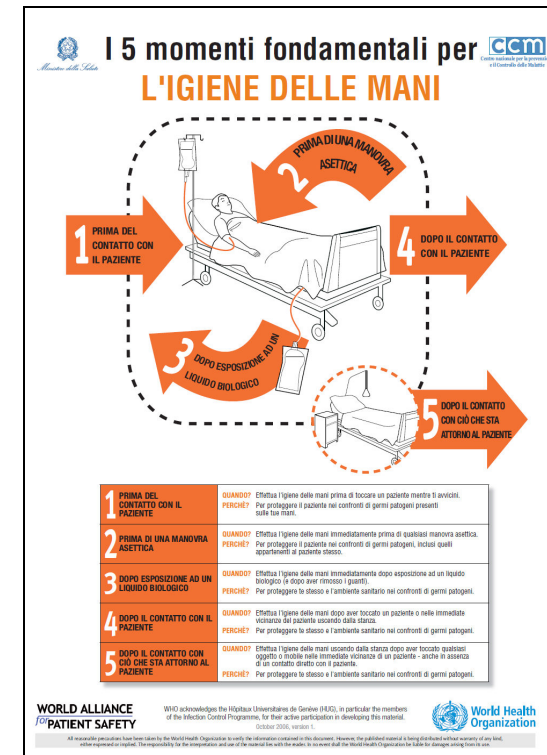 Ministero della Salute
I 5 momenti fondamentali per
L'IGIENE DELLE MANI
ccm
Centro nazionale per la prevenzione
e il Controllo delle Malattie
2 PRIMA DI UNA MANOVRA
ASETTICA
1 PRIMA DEL
CONTATTO CON
IL PAZIENTE
4 DOPO IL CONTATTO
CON IL PAZIENTE
3 DOPO ESPOSIZIONE AD UN
LIQUIDO BIOLOGICO
5 DOPO IL CONTATTO
CON CIÒ CHE STA
ATTORNO AL PAZIENTE
1 PRIMA DEL
CONTATTO CON IL
PAZIENTE
QUANDO? Effettua l'igiene delle mani prima di toccare un paziente mentre ti avvicini.
PERCHÈ? Per proteggere il paziente nei confronti di germi patogeni presenti
sulle tue mani.
2 PRIMA DI UNA MANOVRA
ASETTICA
QUANDO? Effettua l'igiene delle mani immediatamente prima di qualsiasi manovra asettica.
PERCHÈ? Per proteggere il paziente nei confronti di germi patogeni, inclusi quelli
appartenenti al paziente stesso.
3 DOPO ESPOSIZIONE AD UN
LIQUIDO BIOLOGICO
QUANDO? Effettua l'igiene delle mani immediatamente dopo esposizione ad un liquido
biologico (e dopo aver rimosso i guanti).
PERCHÈ? Per proteggere te stesso e l'ambiente sanitario nei confronti di germi patogeni.
4 DOPO IL CONTATTO CON IL
PAZIENTE
QUANDO? Effettua l'igiene delle mani dopo aver toccato un paziente o nelle immediate
vicinanze del paziente uscendo dalla stanza.
PERCHÈ? Per proteggere te stesso e l'ambiente sanitario nei confronti di germi patogeni.
5 DOPO IL CONTATTO CON
CIÒ CHE STA ATTORNO AL
PAZIENTE
QUANDO? Effettua l'igiene delle mani uscendo dalla stanza dopo aver toccato qualsiasi
oggetto o mobile nelle immediate vicinanze di un paziente - anche in assenza
di un contatto diretto con il paziente.
PERCHÈ? Per proteggere te stesso e l'ambiente sanitario nei confronti di germi patogeni.
WORLD ALLIANCE
for PATIENT SAFETY
WHO acknowledges the Hôpitaux Universitaires de Genève (HUG), in particular the members
of the Infection Control Programme, for their active participation in developing this material.
October 2006, version 1.
World Health
Organization
All reasonable precautions have been taken by the World Health Organization to verify the information contained in this document. However, the published material is being distributed without warranty of any kind,
either expressed or implied. The responsibility for the interpretation and use of the material lies with the reader. In no event shall the World Health Organization be liable for damages arising from its use.